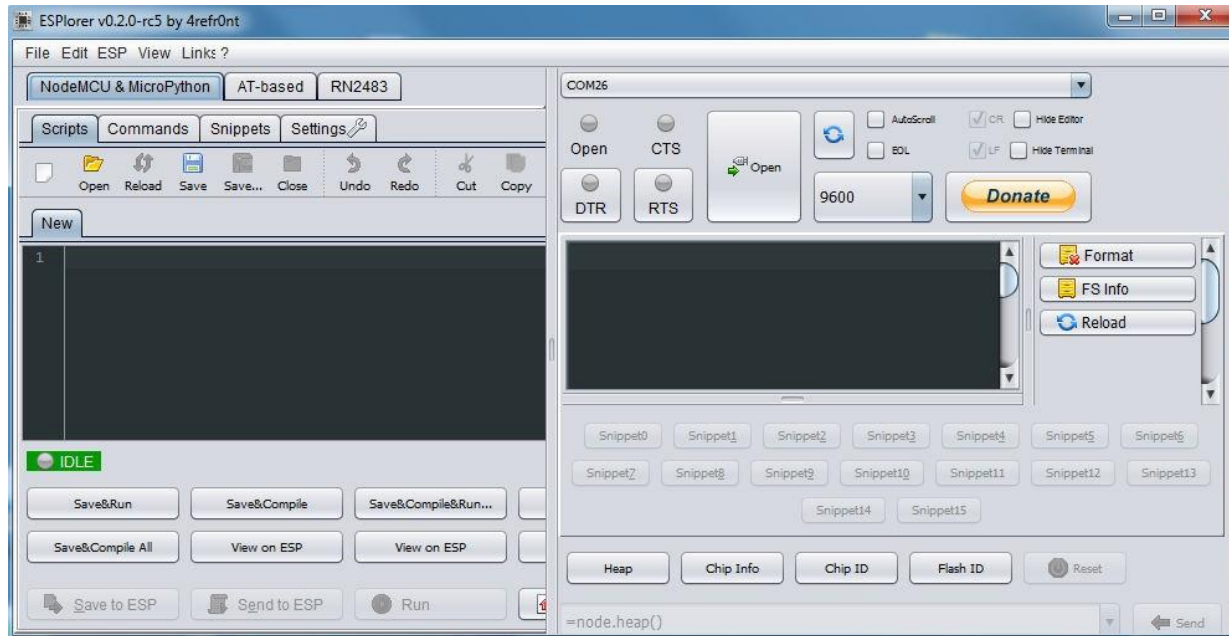 ESPlorer v0.2.0-rc5 by 4refr0nt
File Edit ESP View Links ?
NodeMCU & MicroPython AT-based RN2483
Scripts Commands Snippets Settings
Open Reload Save Save... Close Undo Redo Cut Copy
New
1
IDLE
Save&Run Save&Compile Save&Compile&Run...
Save&Compile All View on ESP View on ESP
Save to ESP Send to ESP Run
COM26
Open CTS Open AutoScroll CR Hide Editor
EOL LF Hide Terminal
DTR RTS 9600 Donate
Format
FS Info
Reload
Snippet0 Snippet1 Snippet2 Snippet3 Snippet4 Snippet5 Snippet6
Snippet7 Snippet8 Snippet9 Snippet10 Snippet11 Snippet12 Snippet13
Snippet14 Snippet15
Heap Chip Info Chip ID Flash ID Reset
=node.heap() Send